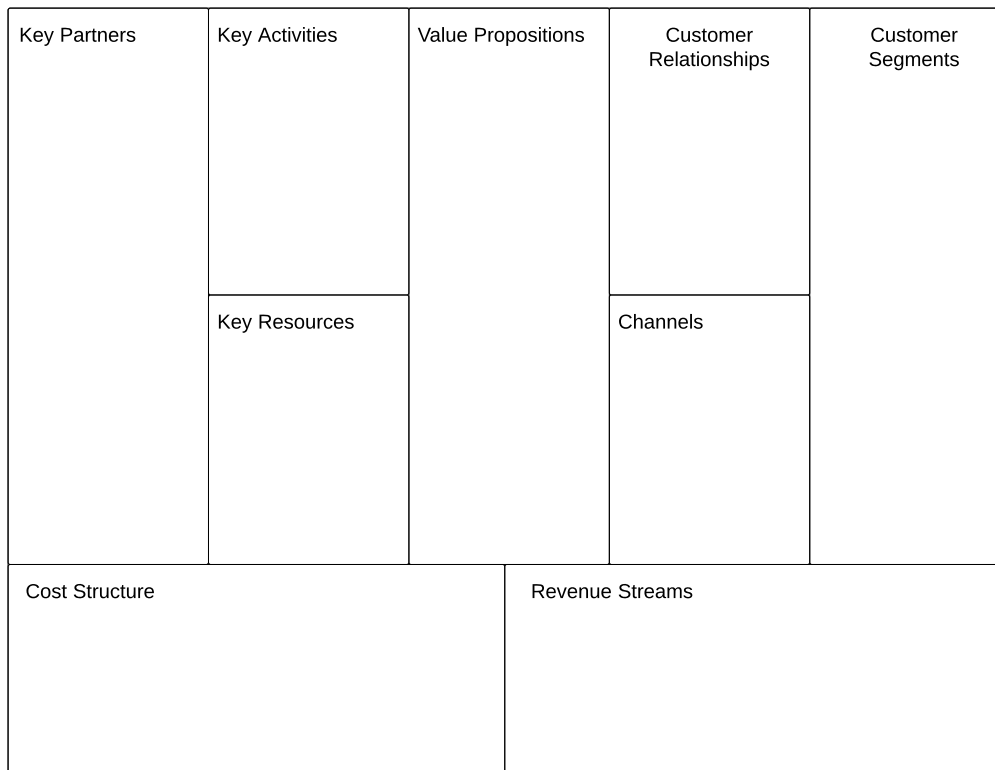 Key Partners
Key Activities
Value Propositions
Customer
Relationships
Customer
Segments
Key Resources
Channels
Cost Structure
Revenue Streams